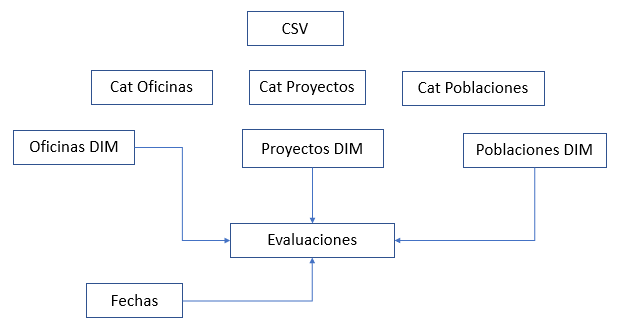 CSV
Cat Oficinas
Cat Proyectos
Cat Poblaciones
Oficinas DIM
Proyectos DIM
Poblaciones DIM
Evaluaciones
Fechas